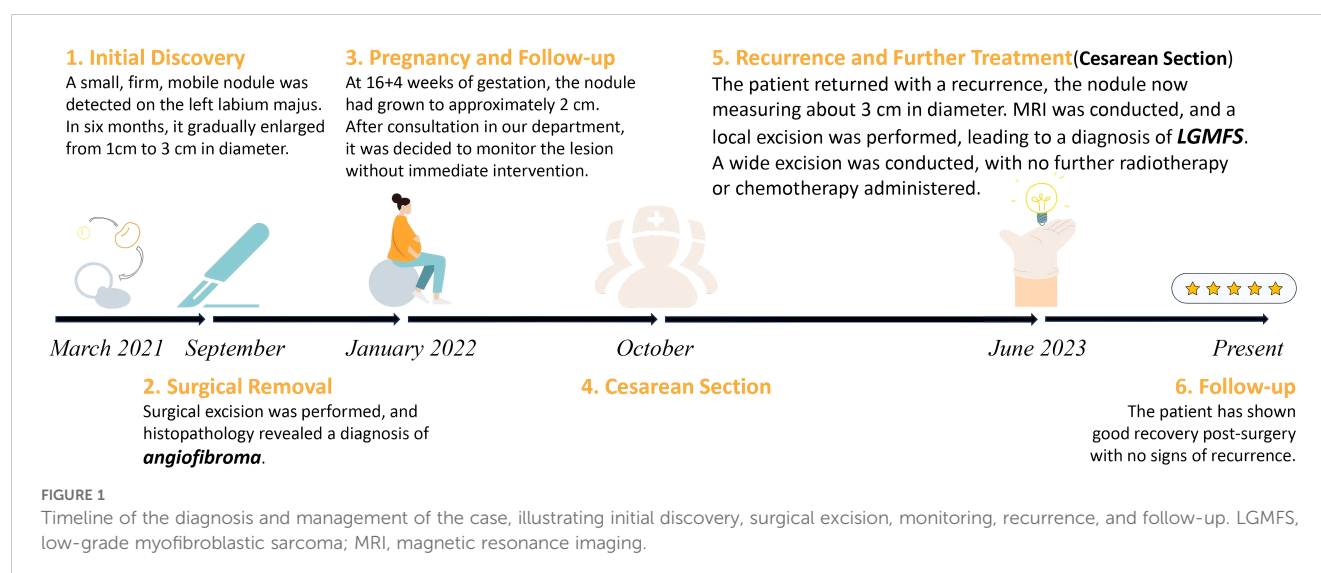 1. Initial Discovery
A small, firm, mobile nodule was
detected on the left labium majus.
In six months, it gradually enlarged
from 1cm to 3 cm in diameter.
3. Pregnancy and Follow-up
At 16+4 weeks of gestation, the nodule
had grown to approximately 2 cm.
After consultation in our department,
it was decided to monitor the lesion
without immediate intervention.
5. Recurrence and Further Treatment(Cesarean Section)
The patient returned with a recurrence, the nodule now
measuring about 3 cm in diameter. MRI was conducted, and a
local excision was performed, leading to a diagnosis of LGMFS.
A wide excision was conducted, with no further radiotherapy
or chemotherapy administered.
March 2021 September January 2022 October June 2023 Present
2. Surgical Removal
Surgical excision was performed, and
histopathology revealed a diagnosis of
angiofibroma.
4. Cesarean Section
6. Follow-up
The patient has shown
good recovery post-surgery
with no signs of recurrence.
FIGURE 1
Timeline of the diagnosis and management of the case, illustrating initial discovery, surgical excision, monitoring, recurrence, and follow-up. LGMFS,
low-grade myofibroblastic sarcoma; MRI, magnetic resonance imaging.